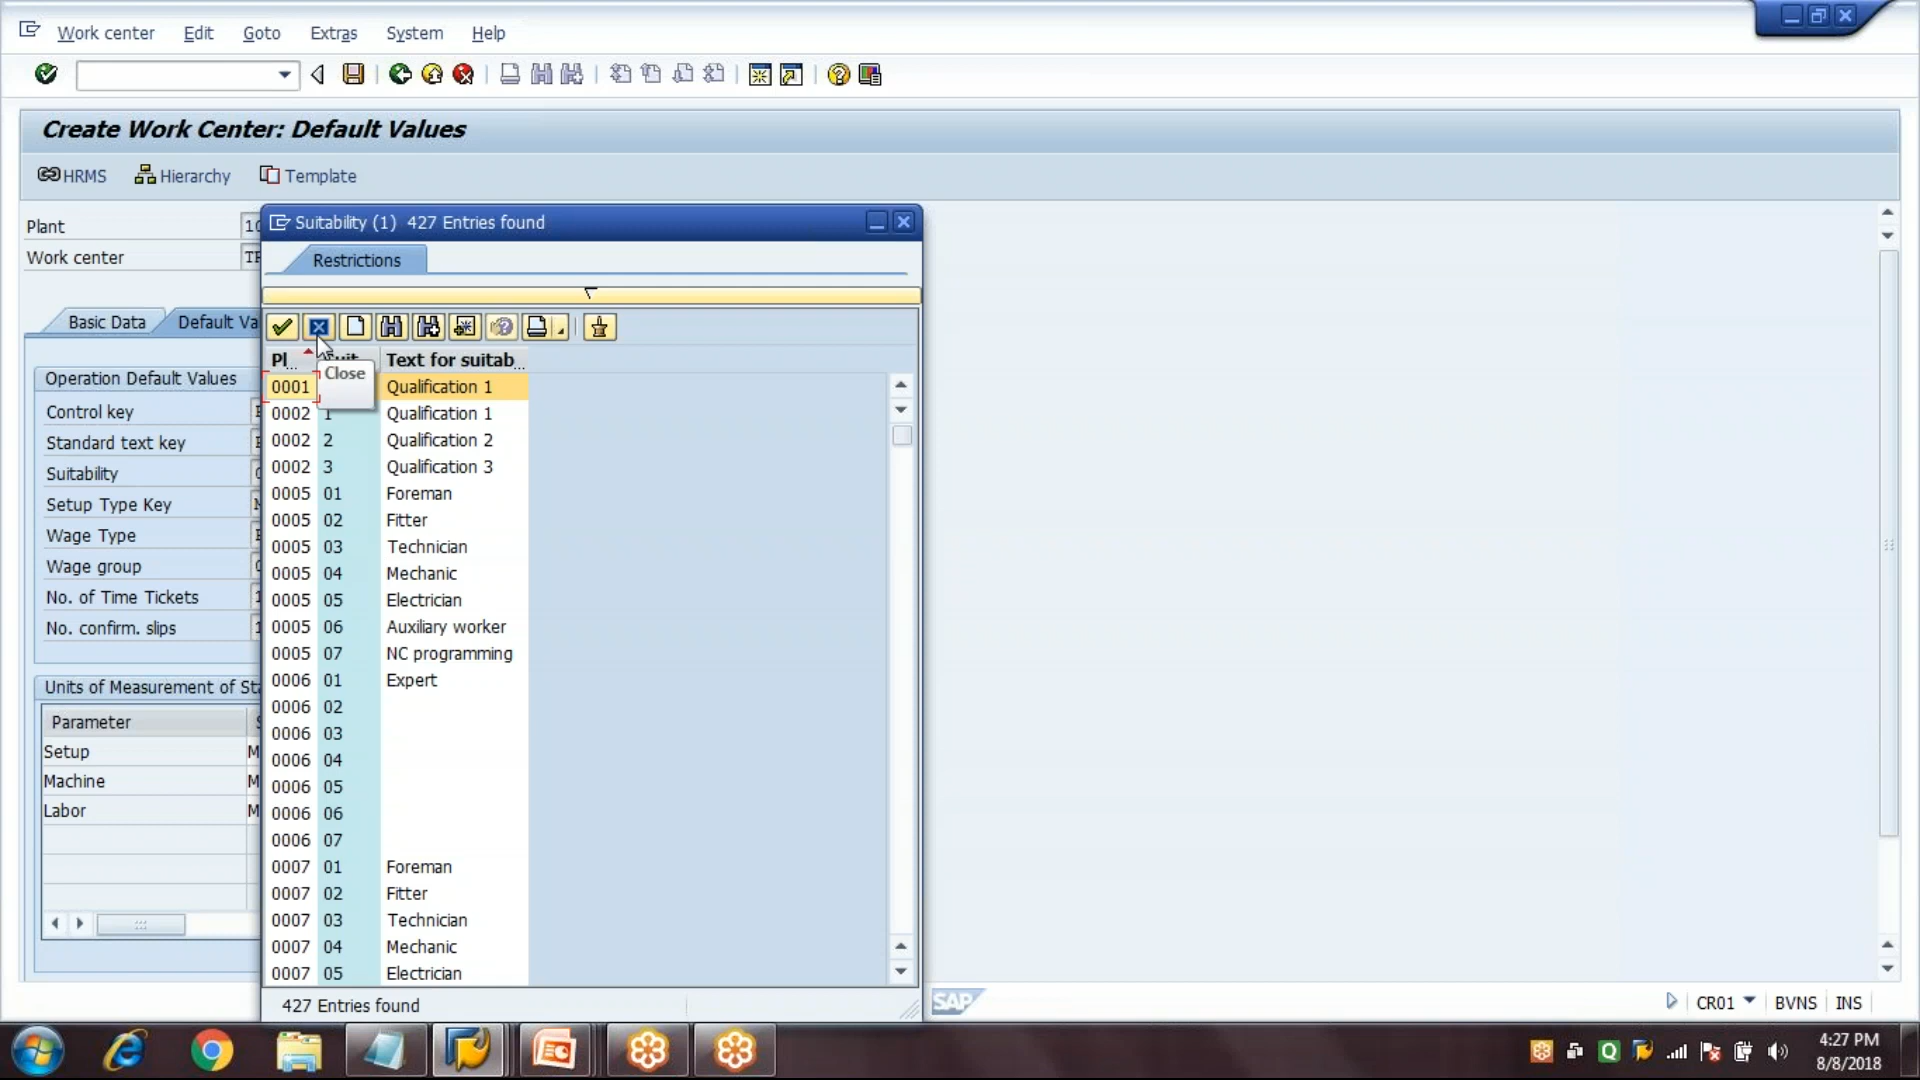 Work center Edit Goto Extras System Help
Create Work Center: Default Values
HRMS Hierarchy Template
Plant
Work center
Basic Data Default Va
Operation Default Values
Control key
Standard text key
Suitability
Setup Type Key
Wage Type
Wage group
No. of Time Tickets
No. confirm. slips
Units of Measurement of Sta
Parameter
Setup M
Machine M
Labor M
Suitability (1) 427 Entries found
Restrictions
Pl... Suit... Text for suitab...
Close
0001 Qualification 1
0002 1 Qualification 1
0002 2 Qualification 2
0002 3 Qualification 3
0005 01 Foreman
0005 02 Fitter
0005 03 Technician
0005 04 Mechanic
0005 05 Electrician
0005 06 Auxiliary worker
0005 07 NC programming
0006 01 Expert
0006 02
0006 03
0006 04
0006 05
0006 06
0006 07
0007 01 Foreman
0007 02 Fitter
0007 03 Technician
0007 04 Mechanic
0007 05 Electrician
427 Entries found
SAP
CR01 BVNS INS
4:27 PM
8/8/2018